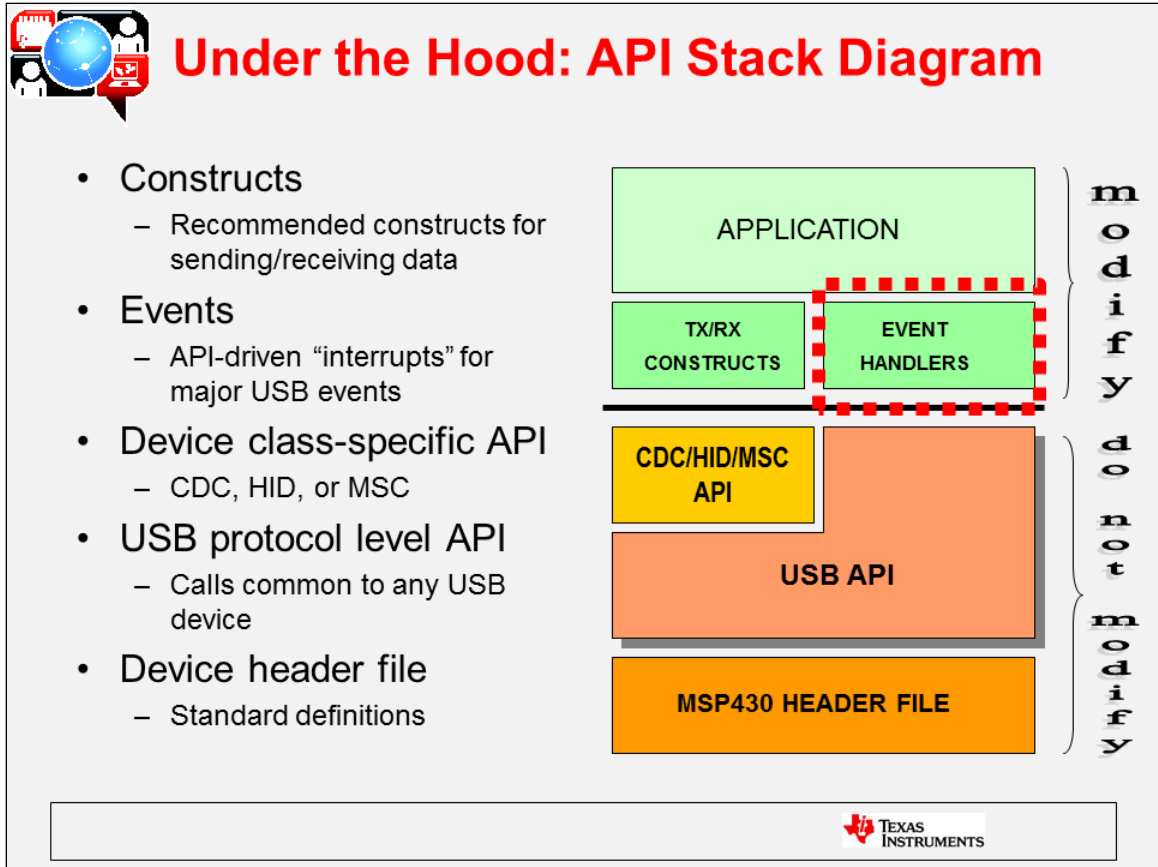 Under the Hood: API Stack Diagram
• Constructs
– Recommended constructs for
sending/receiving data
• Events
– API-driven “interrupts” for
major USB events
• Device class-specific API
– CDC, HID, or MSC
• USB protocol level API
– Calls common to any USB
device
• Device header file
– Standard definitions
APPLICATION
TX/RX
CONSTRUCTS
EVENT
HANDLERS
CDC/HID/MSC
API
USB API
MSP430 HEADER FILE
modify
do not modify
TEXAS
INSTRUMENTS